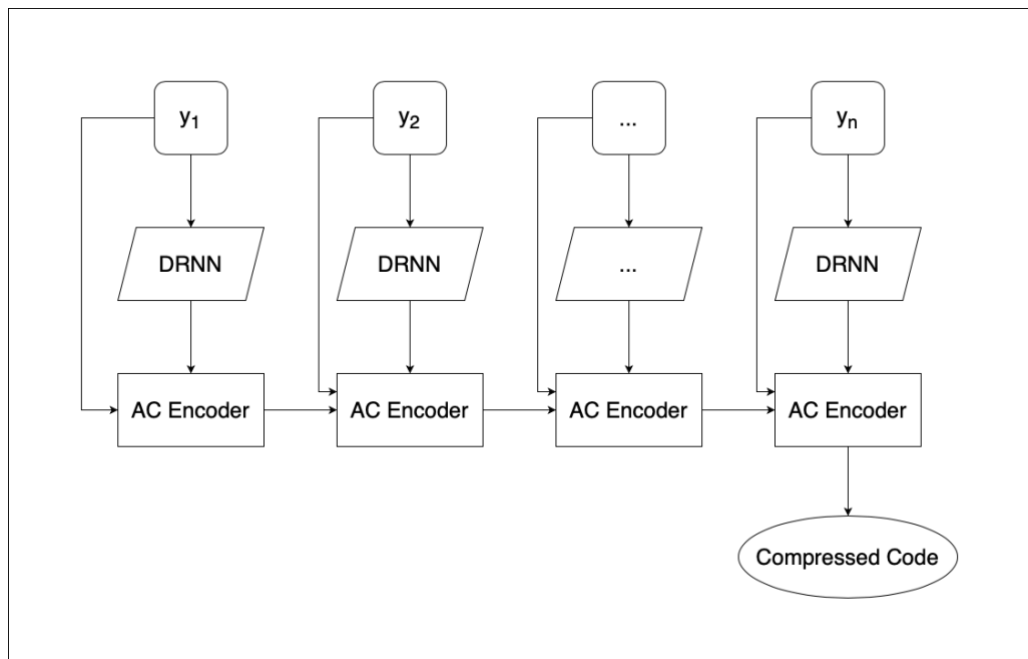 y₁ y₂ ... yₙ
DRNN DRNN ... DRNN
AC Encoder AC Encoder AC Encoder AC Encoder
Compressed Code